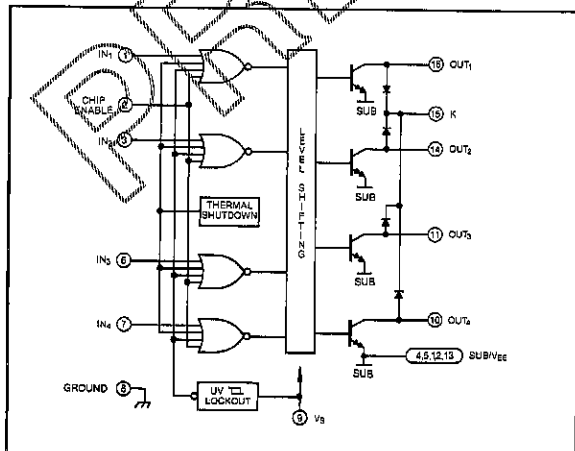 IN1 1
16 OUT1
CHIP
ENABLE 2
SUB
15 K
IN2 3
14 OUT2
LEVEL SHIFTING
SUB
THERMAL
SHUTDOWN
11 OUT3
IN3 6
SUB
IN4 7
10 OUT4
4,5,12,13 SUB/VEE
SUB
GROUND 8
UV
LOCKOUT
9 VS